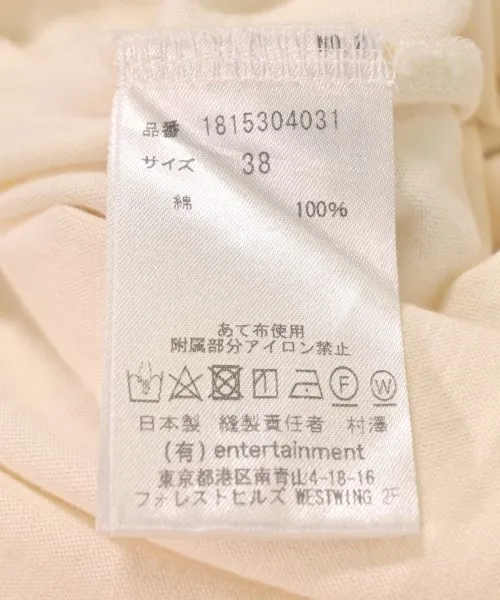 品番 1815304031
サイズ 38
綿 100%
あて布使用
附属部分アイロン禁止
F W
日本製 縫製責任者 村澤
(有) entertainment
東京都港区南青山4-18-16
フォレストヒルズ WESTWING 2F